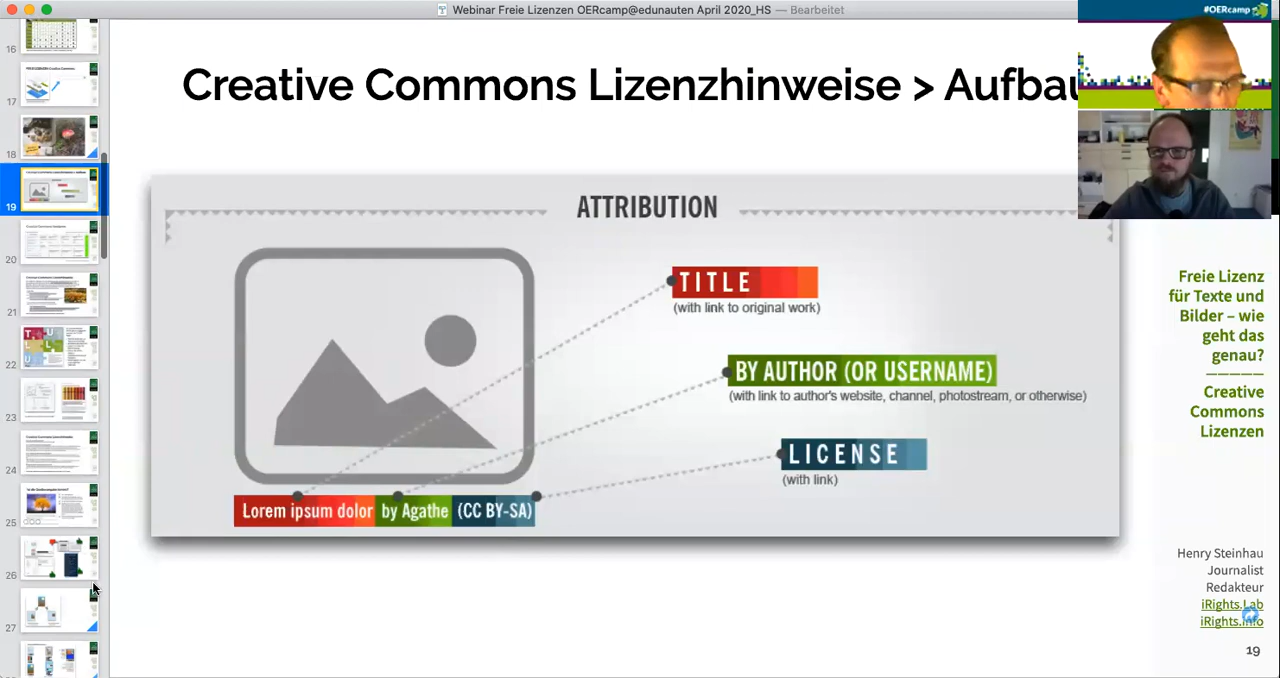 Webinar Freie Lizenzen OERcamp@edunauten April 2020_HS — Bearbeitet
#OERcamp
Creative Commons Lizenzhinweise > Aufbau
ATTRIBUTION
TITLE
(with link to original work)
BY AUTHOR (OR USERNAME)
(with link to author's website, channel, photostream, or otherwise)
LICENSE
(with link)
Lorem ipsum dolor by Agathe (CC BY-SA)
Freie Lizenz
für Texte und
Bilder – wie
geht das
genau?
—————
Creative
Commons
Lizenzen
Henry Steinhau
Journalist
Redakteur
iRights.Lab
iRights.info
19
16
17
18
19
20
21
22
23
24
25
26
27